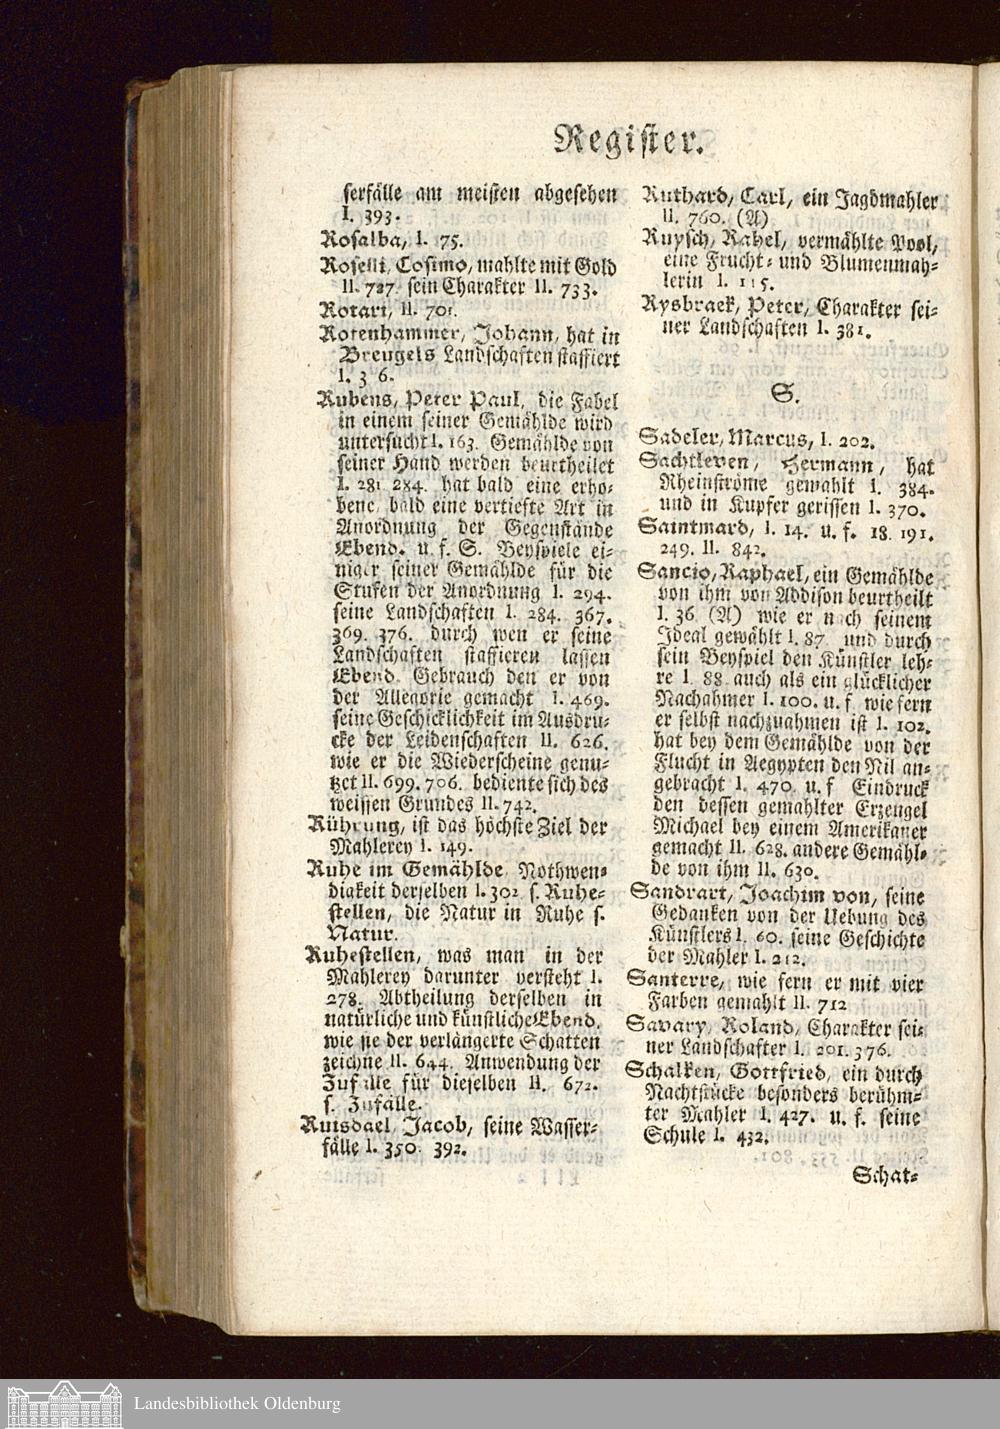 Register.
serfälle am meisten abgesehen
I. 393.
Rosalba, I. 75.
Roselli, Cosimo, mahlte mit Gold
II. 727. sein Charakter II. 733.
Rotari, II. 701.
Rotenhammer, Johann, hat in
Breugels Landschaften staffiert
I. 3 6.
Rubens, Peter Paul, die Fabel
in einem seiner Gemählde wird
untersucht I. 163. Gemählde von
seiner Hand werden beurtheilet
I. 281 284. hat bald eine erho-
bene, bald eine vertiefte Art in
Anordnung der Gegenstände
Ebend. u. f. S. Beyspiele ei-
niger seiner Gemählde für die
Stufen der Anordnung I. 294.
seine Landschaften I. 284. 367.
369. 376. durch wen er seine
Landschaften staffieren lassen
Ebend. Gebrauch den er von
der Allegorie gemacht I. 469.
seine Geschicklichkeit im Ausdru-
cke der Leidenschaften II. 626.
wie er die Wiederscheine genu-
tzet II. 699. 706. bediente sich des
weissen Grundes II. 742.
Rührung, ist das höchste Ziel der
Mahlerey I. 149.
Ruhe im Gemählde, Nothwen-
digkeit derselben I. 302 s. Ruhe-
stellen, die Natur in Ruhe s.
Natur.
Ruhestellen, was man in der
Mahlerey darunter versteht I.
278. Abtheilung derselben in
natürliche und künstliche Ebend.
wie sie der verlängerte Schatten
zeichne II. 644. Anwendung der
Zufälle für dieselben II. 672.
s. Zufälle.
Ruisdael, Jacob, seine Wasser-
fälle I. 350. 392.
Ruthard, Carl, ein Jagdmahler
II. 760. (A)
Ruysch, Rahel, vermählte Pool,
eine Frucht- und Blumenmah-
lerin I. 115.
Rysbraek, Peter, Charakter sei-
ner Landschaften I. 381.
S.
Sadeler, Marcus, I. 202.
Sachtleven, Hermann, hat
Rheinströme gemahlt I. 384.
und in Kupfer gerissen I. 370.
Saintmard, I. 14. u. f. 18. 191.
249. II. 842.
Sancio, Raphael, ein Gemählde
von ihm von Addison beurtheilt
I. 36 (A) wie er nach seinem
Ideal gewählt I. 87. und durch
sein Beyspiel den Künstler leh-
re I. 88. auch als ein glücklicher
Nachahmer I. 100. u. f. wie fern
er selbst nachzuahmen ist I. 102.
hat bey dem Gemählde von der
Flucht in Aegypten den Nil an-
gebracht I. 470. u. f. Eindruck
den dessen gemahlter Erzengel
Michael bey einem Amerikaner
gemacht II. 628. andere Gemähl-
de von ihm II. 630.
Sandrart, Joachim von, seine
Gedanken von der Uebung des
Künstlers I. 60. seine Geschichte
der Mahler I. 212.
Santerre, wie fern er mit vier
Farben gemahlt II. 712
Savary, Roland, Charakter sei-
ner Landschafter I. 201. 376.
Schalken, Gottfried, ein durch
Nachtstücke besonders berühm-
ter Mahler I. 427. u. f. seine
Schule I. 432.
Schat-
Landesbibliothek Oldenburg